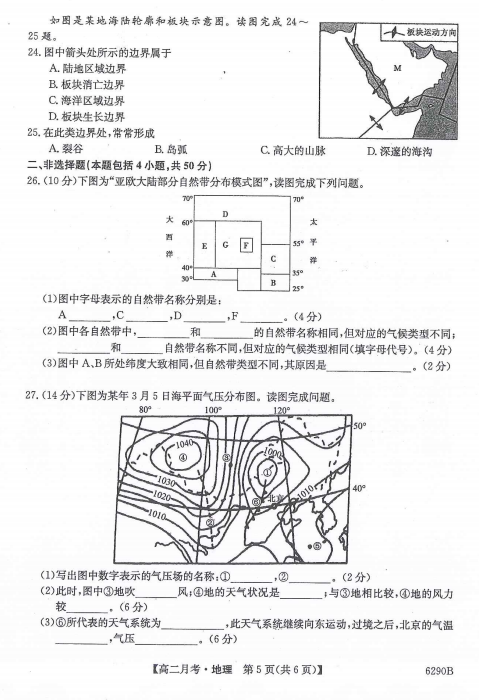 如图是某地海陆轮廓和板块示意图。读图完成24～
25题。
24.图中箭头处所示的边界属于
A.陆地区域边界
B.板块消亡边界
C.海洋区域边界
D.板块生长边界
板块运动方向
M
25.在此类边界处,常常形成
A.裂谷
B.岛弧
C.高大的山脉
D.深邃的海沟
二、非选择题(本题包括4小题,共50分)
26.(10分)下图为“亚欧大陆部分自然带分布模式图”,读图完成下列问题。
70° 70°
大西洋
60°
D
太平洋
E G F
55°
C
40°
A
35°
30°
B
25°
(1)图中字母表示的自然带名称分别是:
A________,C________,D________,F________。(4分)
(2)图中各自然带中,________和________的自然带名称相同,但对应的气候类型不同;
________和________自然带名称不同,但对应的气候类型相同(填字母代号)。(4分)
(3)图中A、B所处纬度大致相同,但自然带类型不同,其原因是________。(2分)
27.(14分)下图为某年3月5日海平面气压分布图。读图完成问题。
80° 100° 120°
50°
1040
④
③
1000
①
1030
1020
1010
②
⑥
北京
1010
40°
⑤
(1)写出图中数字表示的气压场的名称:①________,②________。(2分)
(2)此时,图中③地吹________风;④地的天气状况是________;与③地相比较,④地的风力
较________。(6分)
(3)⑥所代表的天气系统为________,此天气系统继续向东运动,过境之后,北京的气温
________,气压________。(6分)
【高二月考·地理 第5页(共6页)】
6290B